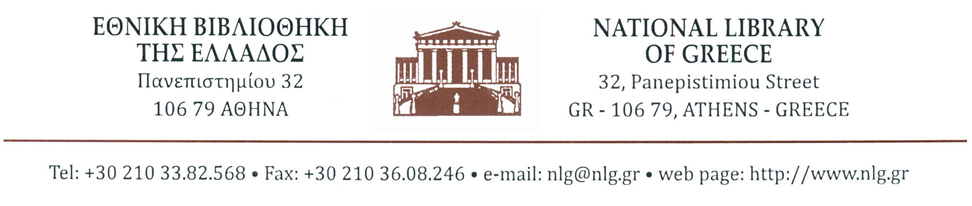 ΕΘΝΙΚΗ ΒΙΒΛΙΟΘΗΚΗ
ΤΗΣ ΕΛΛΑΔΟΣ
Πανεπιστημίου 32
106 79 ΑΘΗΝΑ
NATIONAL LIBRARY
OF GREECE
32, Panepistimiou Street
GR - 106 79, ATHENS - GREECE
Tel: +30 210 33.82.568 • Fax: +30 210 36.08.246 • e-mail: nlg@nlg.gr • web page: http://www.nlg.gr